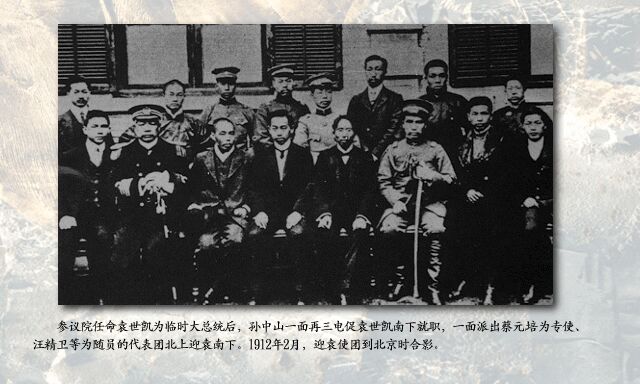 参议院任命袁世凯为临时大总统后，孙中山一面再三电促袁世凯南下就职，一面派出蔡元培为专使、
汪精卫等为随员的代表团北上迎袁南下。1912年2月，迎袁使团到北京时合影。